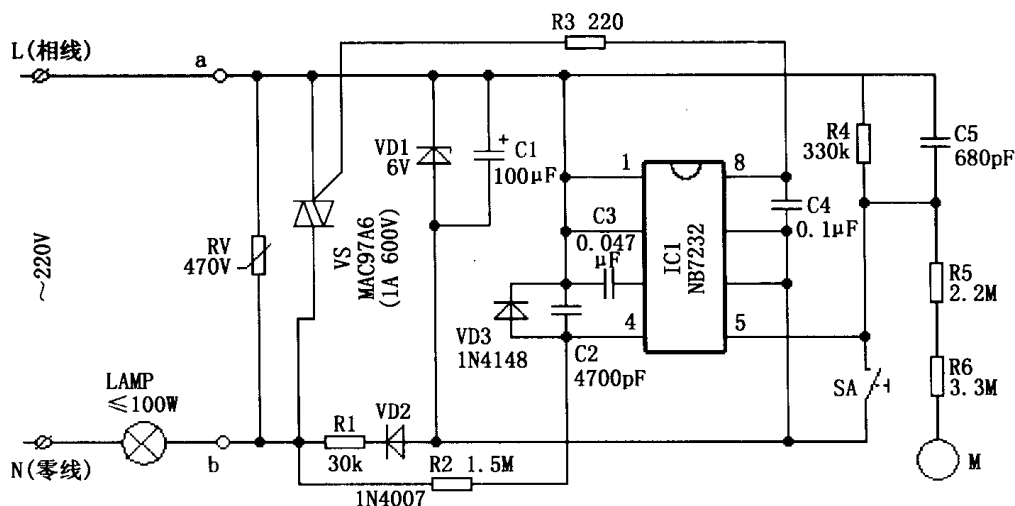 R3 220
L(相线)
a
VD1
6V
+
C1
100μF
1
8
R4
330k
C5
680pF
C3
0.047
μF
IC1
NB7232
C4
0.1μF
~220V
RV
470V
VS
MAC97A6
(1A 600V)
VD3
1N4148
4
5
C2
4700pF
R5
2.2M
SA
R6
3.3M
LAMP
≤100W
R1
30k
VD2
N(零线)
b
R2 1.5M
1N4007
M